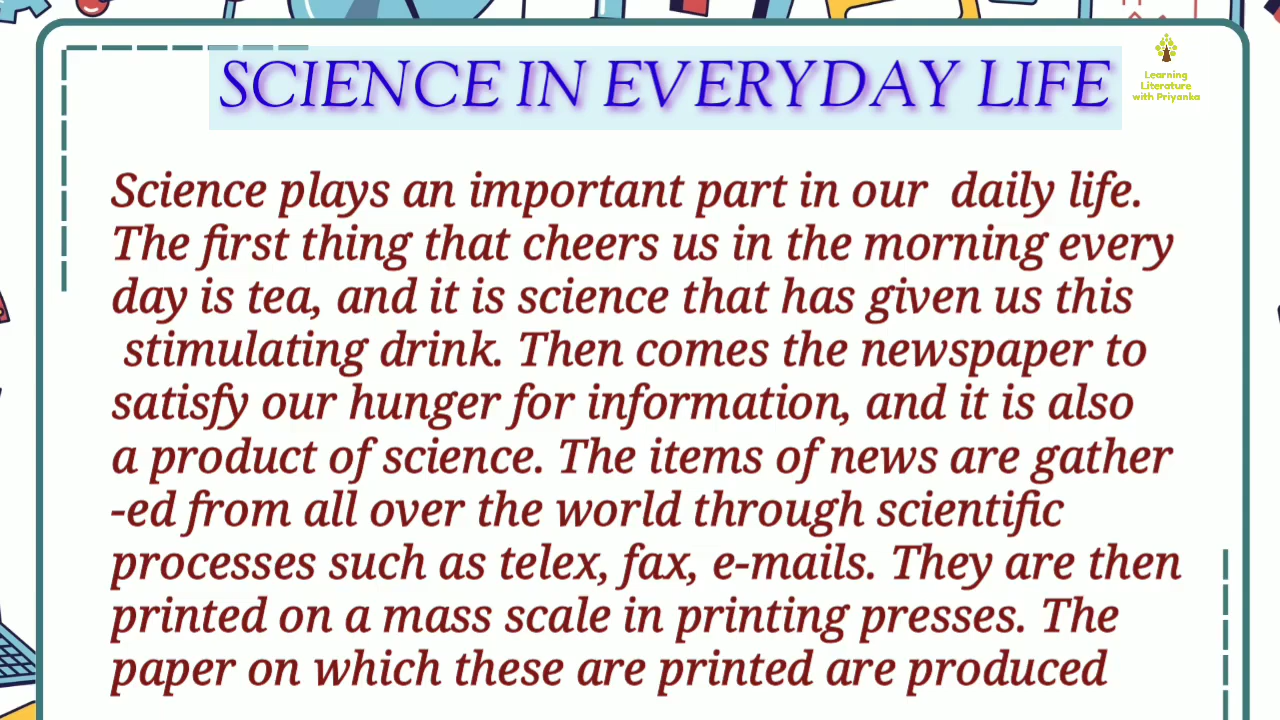 SCIENCE IN EVERYDAY LIFE
Learning
Literature
with Priyanka
Science plays an important part in our daily life.
The first thing that cheers us in the morning every
day is tea, and it is science that has given us this
stimulating drink. Then comes the newspaper to
satisfy our hunger for information, and it is also
a product of science. The items of news are gather
-ed from all over the world through scientific
processes such as telex, fax, e-mails. They are then
printed on a mass scale in printing presses. The
paper on which these are printed are produced